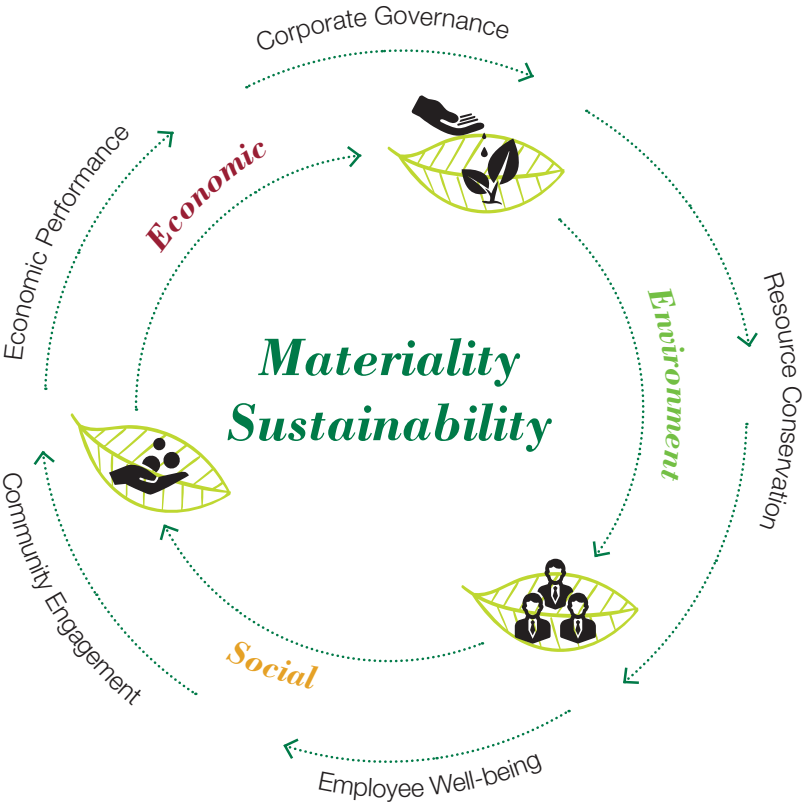 Corporate Governance
Economic Performance
Economic
Environment
Resource Conservation
Materiality
Sustainability
Community Engagement
Social
Employee Well-being